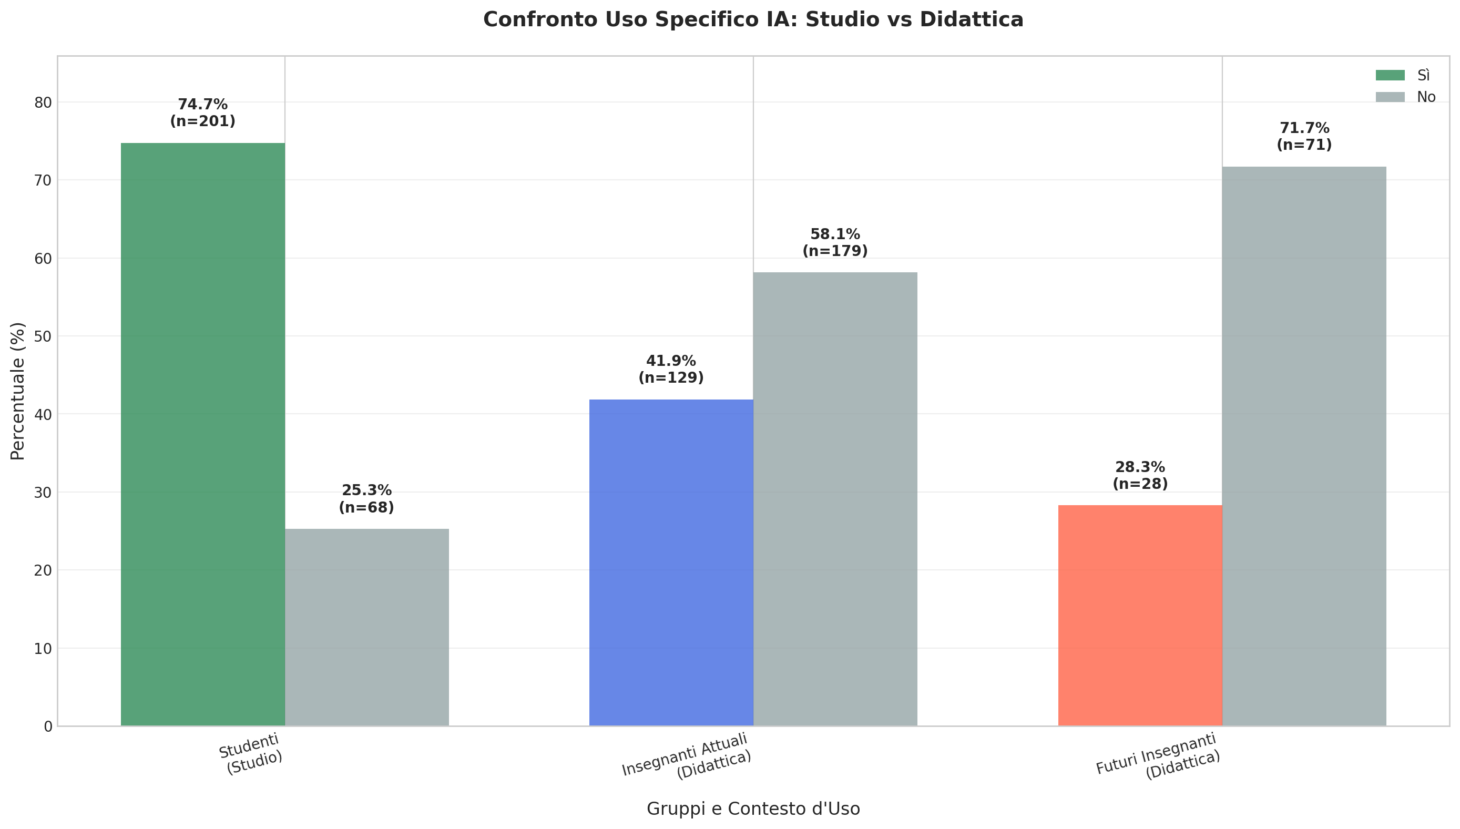 Confronto Uso Specifico IA: Studio vs Didattica
Sì
No
Percentuale (%)
80
70
60
50
40
30
20
10
0
74.7%
(n=201)
25.3%
(n=68)
41.9%
(n=129)
58.1%
(n=179)
28.3%
(n=28)
71.7%
(n=71)
Studenti
(Studio)
Insegnanti Attuali
(Didattica)
Futuri Insegnanti
(Didattica)
Gruppi e Contesto d'Uso